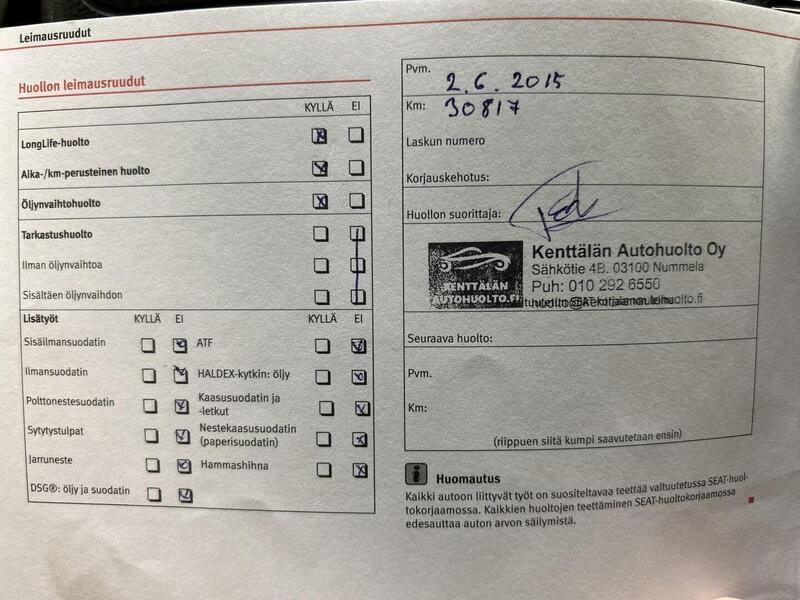 Leimausruudut
Huollon leimausruudut
KYLLÄ EI
LongLife-huolto
Aika-/km-perusteinen huolto
Öljynvaihtohuolto
Tarkastushuolto
Ilman öljynvaihtoa
Sisältäen öljynvaihdon
Lisätyöt KYLLÄ EI KYLLÄ EI
Sisäilmansuodatin ATF
Ilmansuodatin HALDEX-kytkin: öljy
Polttonestesuodatin Kaasusuodatin ja
-letkut
Sytytystulpat Nestekaasusuodatin
(paperisuodatin)
Jarruneste Hammashihna
DSG®: öljy ja suodatin
Pvm. 2.6.2015
Km: 30817
Laskun numero
Korjauskehotus:
Huollon suorittaja:
KENTTÄLÄN
AUTOHUOLTO.FI
Kenttälän Autohuolto Oy
Sähkötie 4B. 03100 Nummela
Puh: 010 292 6550
Seuraava huolto:
Pvm.
Km:
(riippuen siitä kumpi saavutetaan ensin)
i Huomautus
Kaikki autoon liittyvät työt on suositeltavaa teettää valtuutetussa SEAT-huol-
tokorjaamossa. Kaikkien huoltojen teettäminen SEAT-huoltokorjaamossa
edesauttaa auton arvon säilymistä.